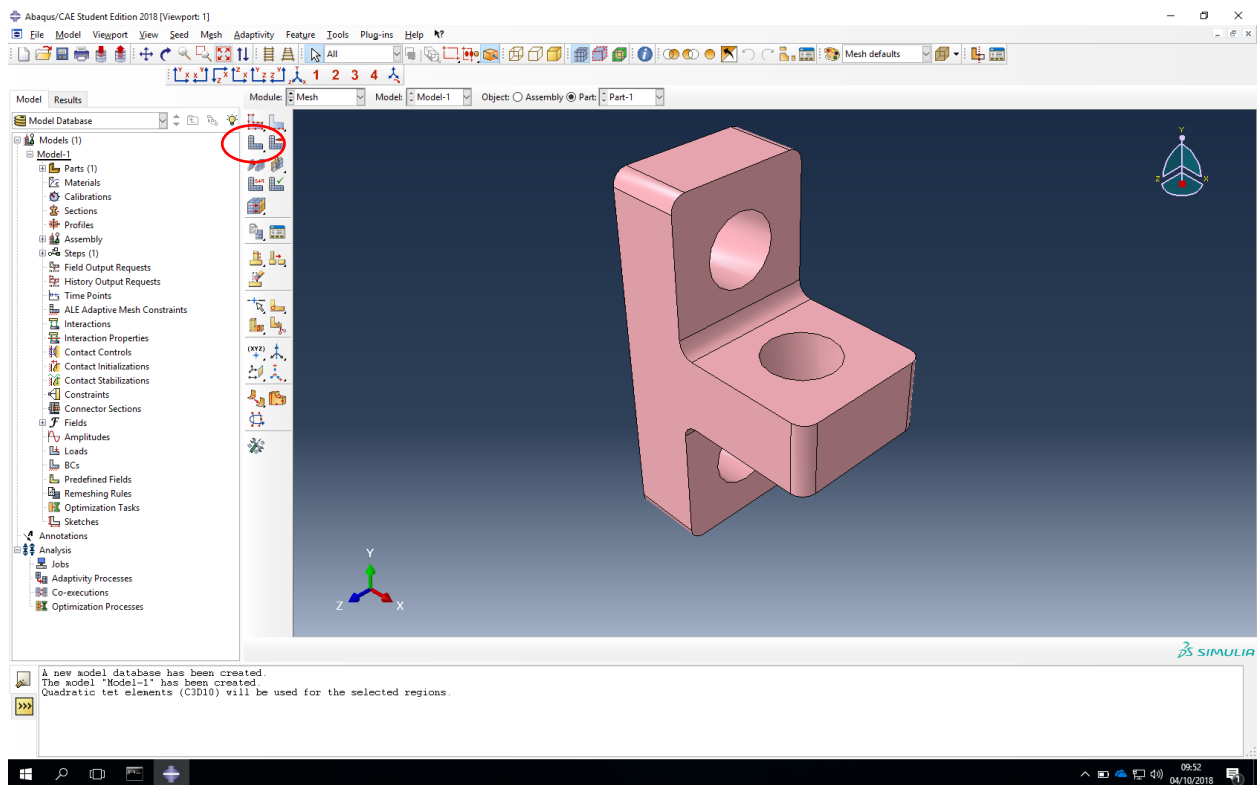 Abaqus/CAE Student Edition 2018 [Viewport: 1]
File Model Viewport View Seed Mesh Adaptivity Feature Tools Plug-ins Help
All
Mesh defaults
1 2 3 4
Model Results
Module: Mesh Model: Model-1 Object: Assembly Part: Part-1
Model Database
Models (1)
Model-1
Parts (1)
Materials
Calibrations
Sections
Profiles
Assembly
Steps (1)
Field Output Requests
History Output Requests
Time Points
ALE Adaptive Mesh Constraints
Interactions
Interaction Properties
Contact Controls
Contact Initializations
Contact Stabilizations
Constraints
Connector Sections
Fields
Amplitudes
Loads
BCs
Predefined Fields
Remeshing Rules
Optimization Tasks
Sketches
Annotations
Analysis
Jobs
Adaptivity Processes
Co-executions
Optimization Processes
(XYZ)
Y
Z X
Y
Z X
SIMULIA
A new model database has been created.
The model "Model-1" has been created.
Quadratic tet elements (C3D10) will be used for the selected regions.
>>>
09:52
04/10/2018